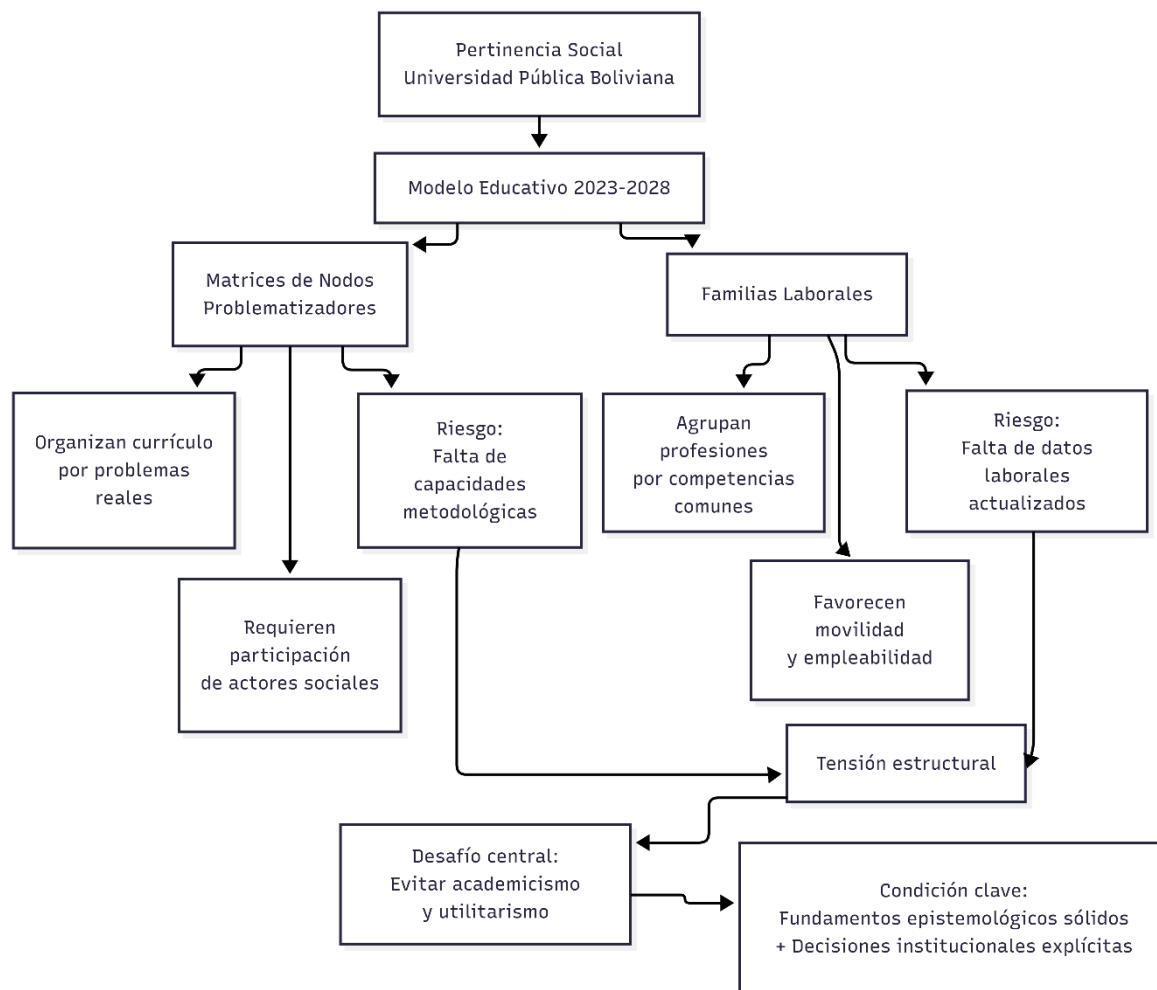 Pertinencia Social
Universidad Pública Boliviana
Modelo Educativo 2023-2028
Matrices de Nodos
Problematizadores
Familias Laborales
Organizan currículo
por problemas
reales
Riesgo:
Falta de
capacidades
metodológicas
Agrupan
profesiones
por competencias
comunes
Riesgo:
Falta de datos
laborales
actualizados
Requieren
participación
de actores sociales
Favorecen
movilidad
y empleabilidad
Tensión estructural
Desafío central:
Evitar academicismo
y utilitarismo
Condición clave:
Fundamentos epistemológicos sólidos
+ Decisiones institucionales explícitas